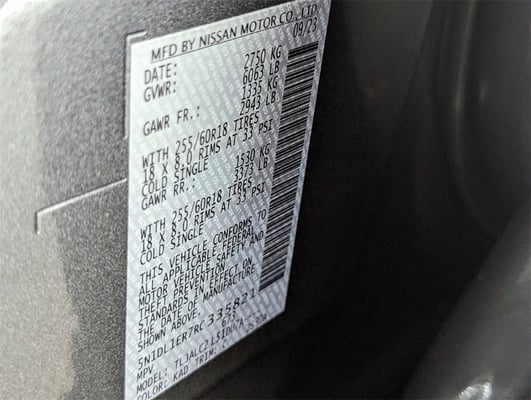 MFD BY NISSAN MOTOR CO., LTD
DATE: 09/23
GVWR: 2750 KG
6063 LB
GAWR FR.: 1335 KG
2943 LB
WITH 255/60R18 TIRES
18 X 8.0 RIMS AT 33 PSI
COLD SINGLE
GAWR RR.: 1530 KG
3373 LB
WITH 255/60R18 TIRES
18 X 8.0 RIMS AT 33 PSI
COLD SINGLE
THIS VEHICLE CONFORMS TO
ALL APPLICABLE FEDERAL
MOTOR VEHICLE SAFETY AND
THEFT PREVENTION
STANDARDS IN EFFECT ON
THE DATE OF MANUFACTURE
SHOWN ABOVE.
5N1DL1ER7RC335821
MPV
MODEL:
COLOR: KAD TRIM: